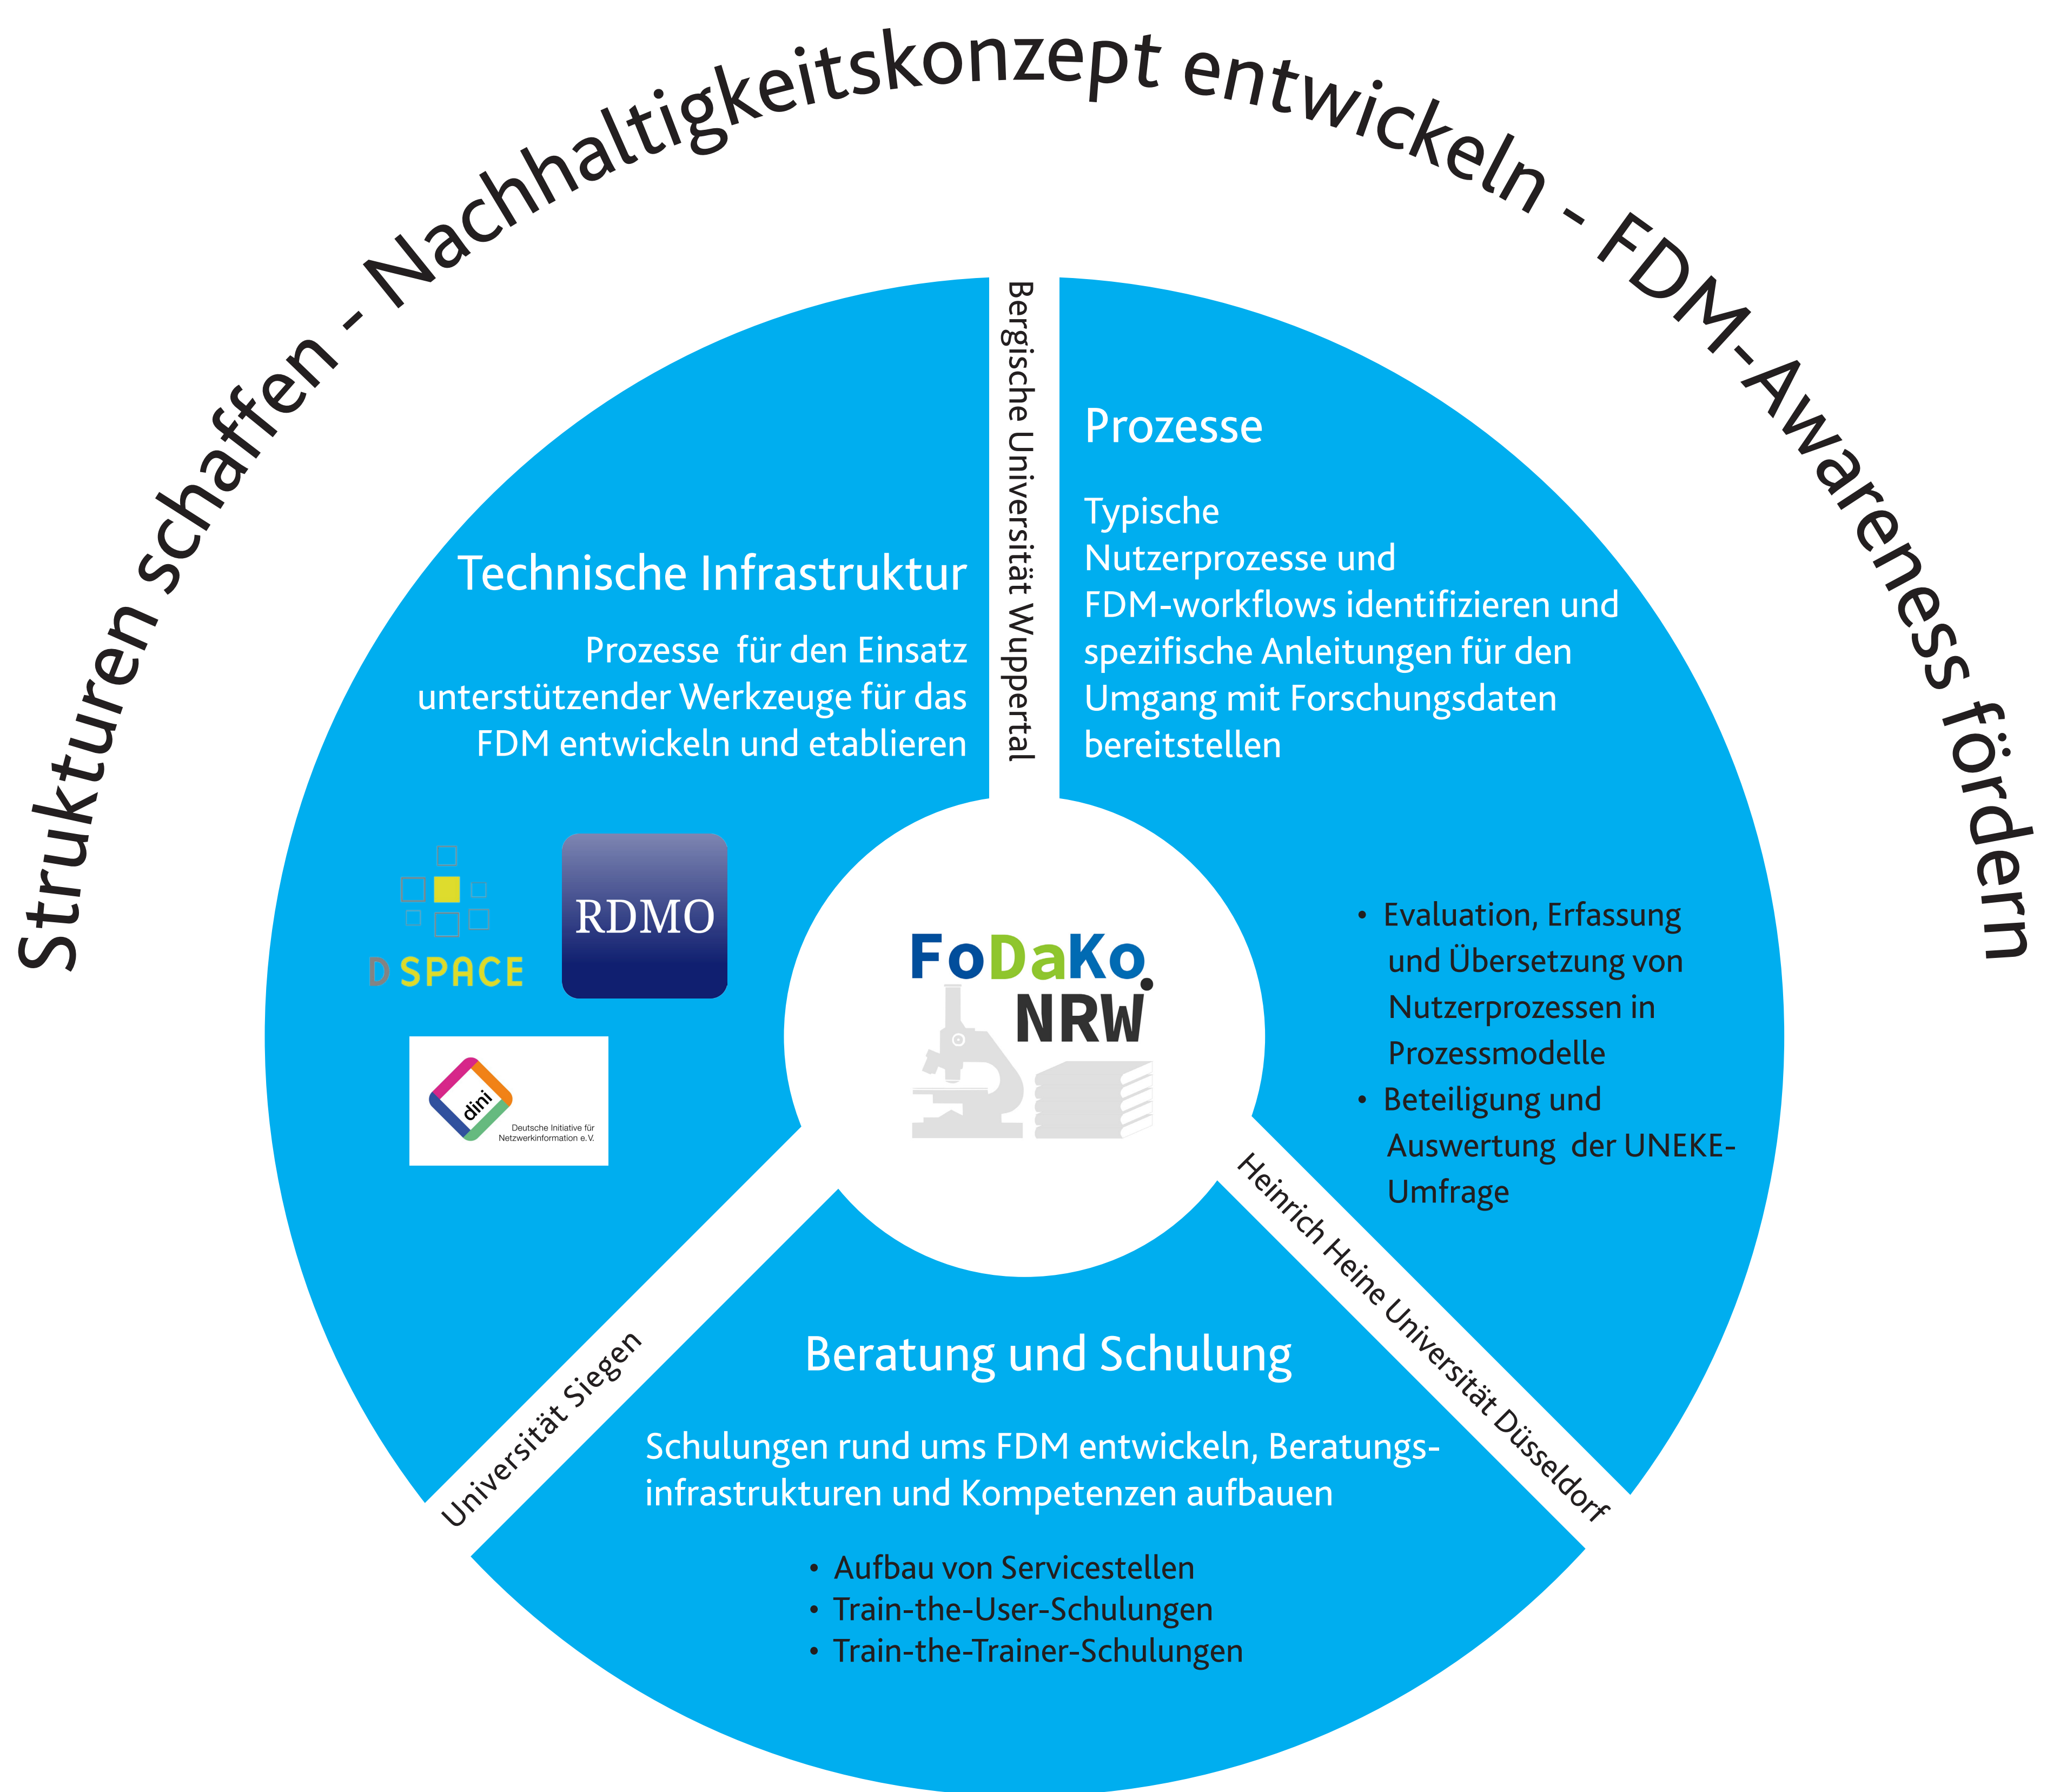 Strukturen schaffen - Nachhaltigkeitskonzept entwickeln - FDM-Awareness fördern
Bergische Universität Wuppertal
Technische Infrastruktur
Prozesse für den Einsatz
unterstützender Werkzeuge für das
FDM entwickeln und etablieren
D SPACE
RDMO
dini
Deutsche Initiative für
Netzwerkinformation e.V.
Prozesse
Typische
Nutzerprozesse und
FDM-workflows identifizieren und
spezifische Anleitungen für den
Umgang mit Forschungsdaten
bereitstellen
• Evaluation, Erfassung
und Übersetzung von
Nutzerprozessen in
Prozessmodelle
• Beteiligung und
Auswertung der UNEKE-
Umfrage
FoDaKo.
NRW
Universität Siegen
Heinrich Heine Universität Düsseldorf
Beratung und Schulung
Schulungen rund ums FDM entwickeln, Beratungs-
infrastrukturen und Kompetenzen aufbauen
• Aufbau von Servicestellen
• Train-the-User-Schulungen
• Train-the-Trainer-Schulungen